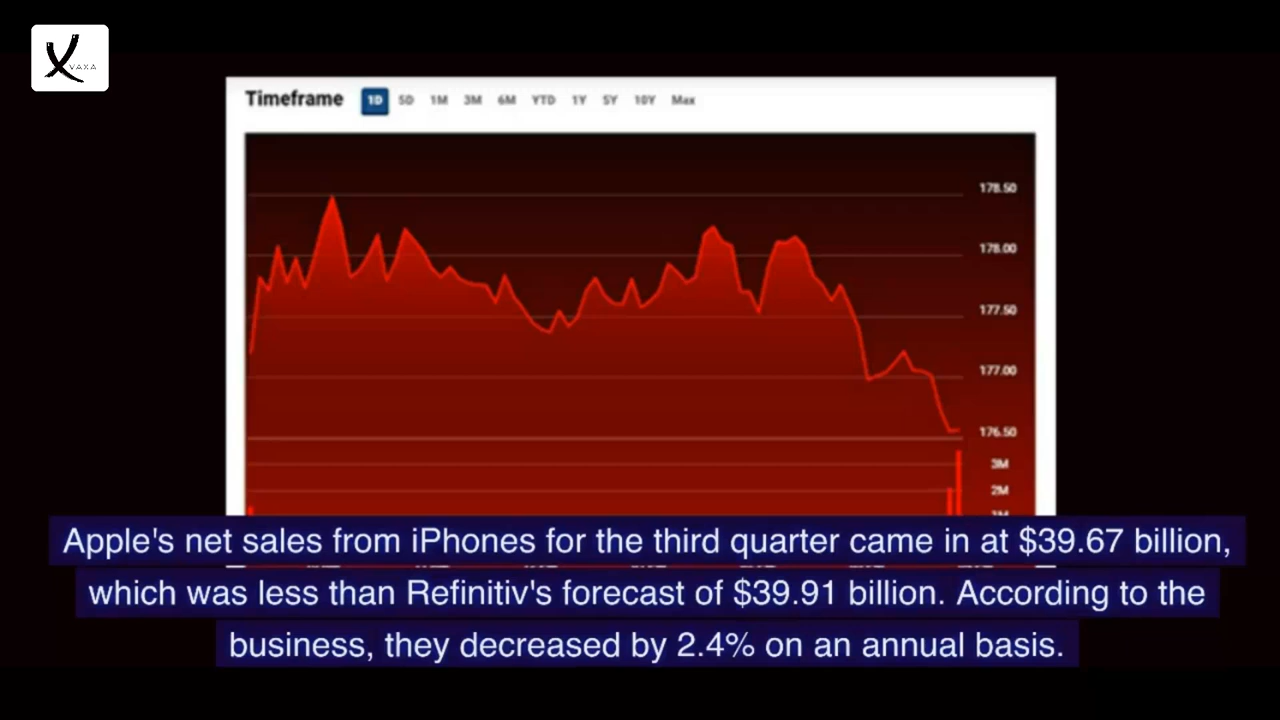 VAXA
Timeframe 1D 5D 1M 3M 6M YTD 1Y 5Y 10Y Max
178.50
178.00
177.50
177.00
176.50
3M
2M
Apple's net sales from iPhones for the third quarter came in at $39.67 billion,
which was less than Refinitiv's forecast of $39.91 billion. According to the
business, they decreased by 2.4% on an annual basis.